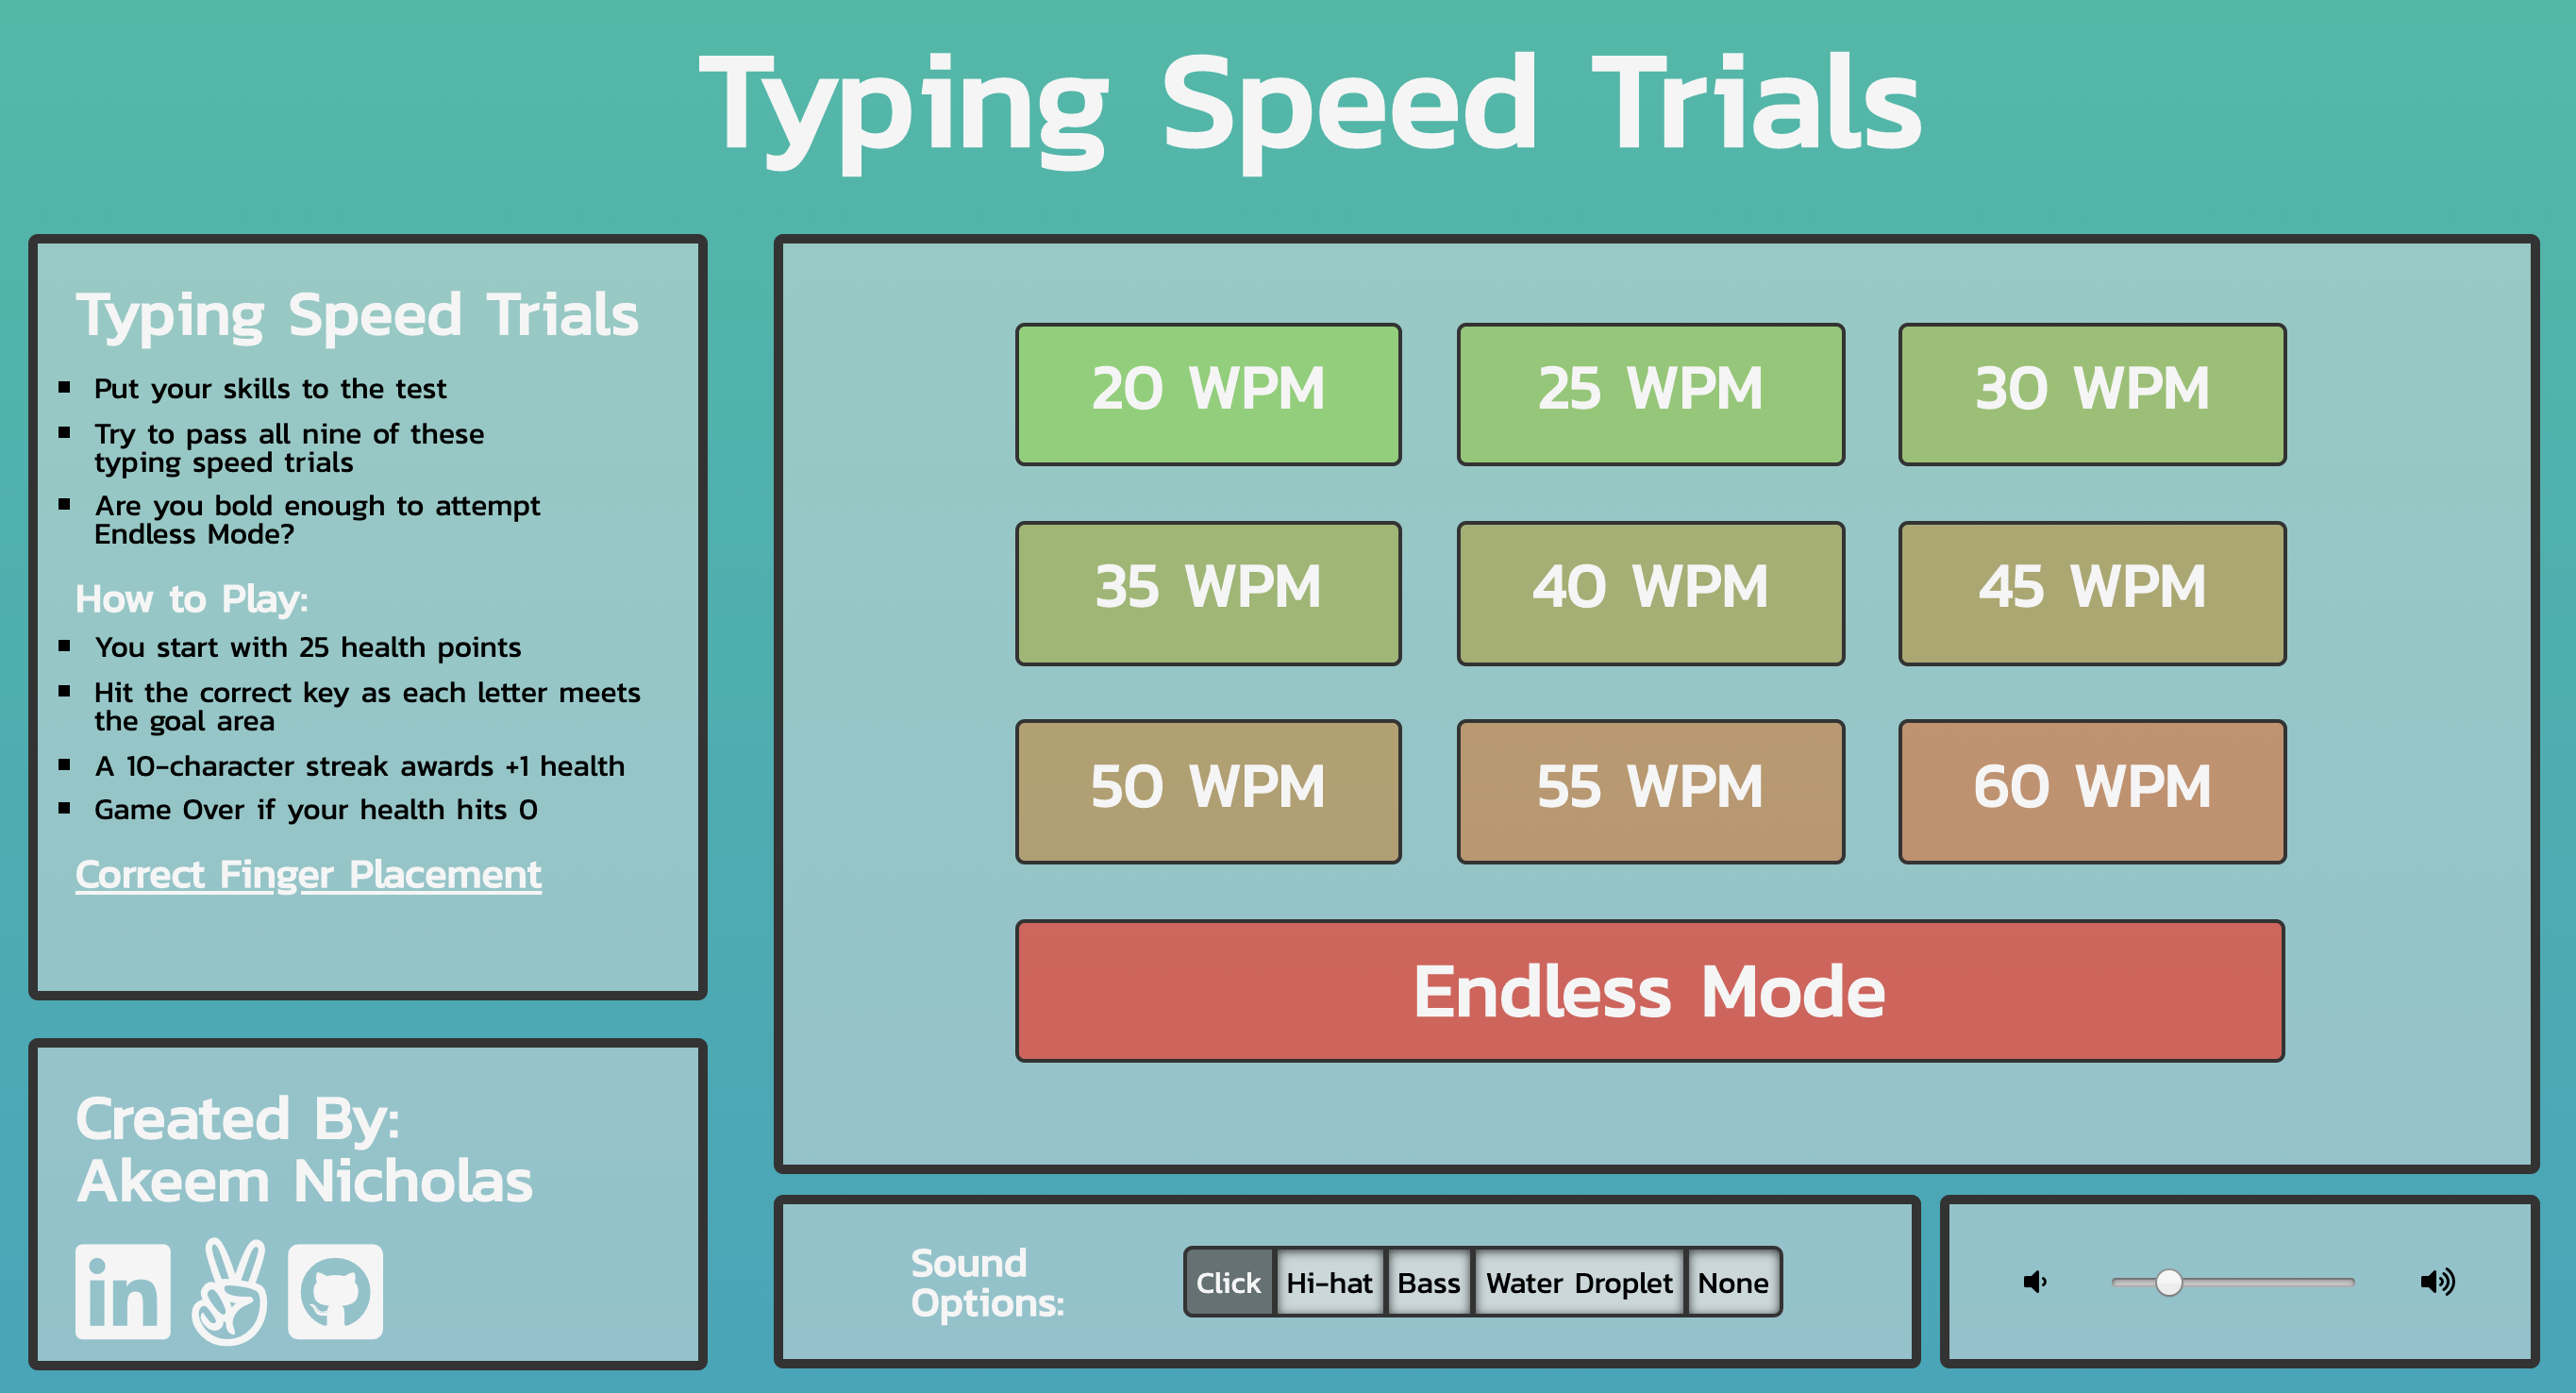 Typing Speed Trials
Typing Speed Trials
Put your skills to the test
Try to pass all nine of these
typing speed trials
Are you bold enough to attempt
Endless Mode?
How to Play:
You start with 25 health points
Hit the correct key as each letter meets
the goal area
A 10-character streak awards +1 health
Game Over if your health hits 0
Correct Finger Placement
Created By:
Akeem Nicholas
in
20 WPM
25 WPM
30 WPM
35 WPM
40 WPM
45 WPM
50 WPM
55 WPM
60 WPM
Endless Mode
Sound
Options:
Click
Hi-hat
Bass
Water Droplet
None